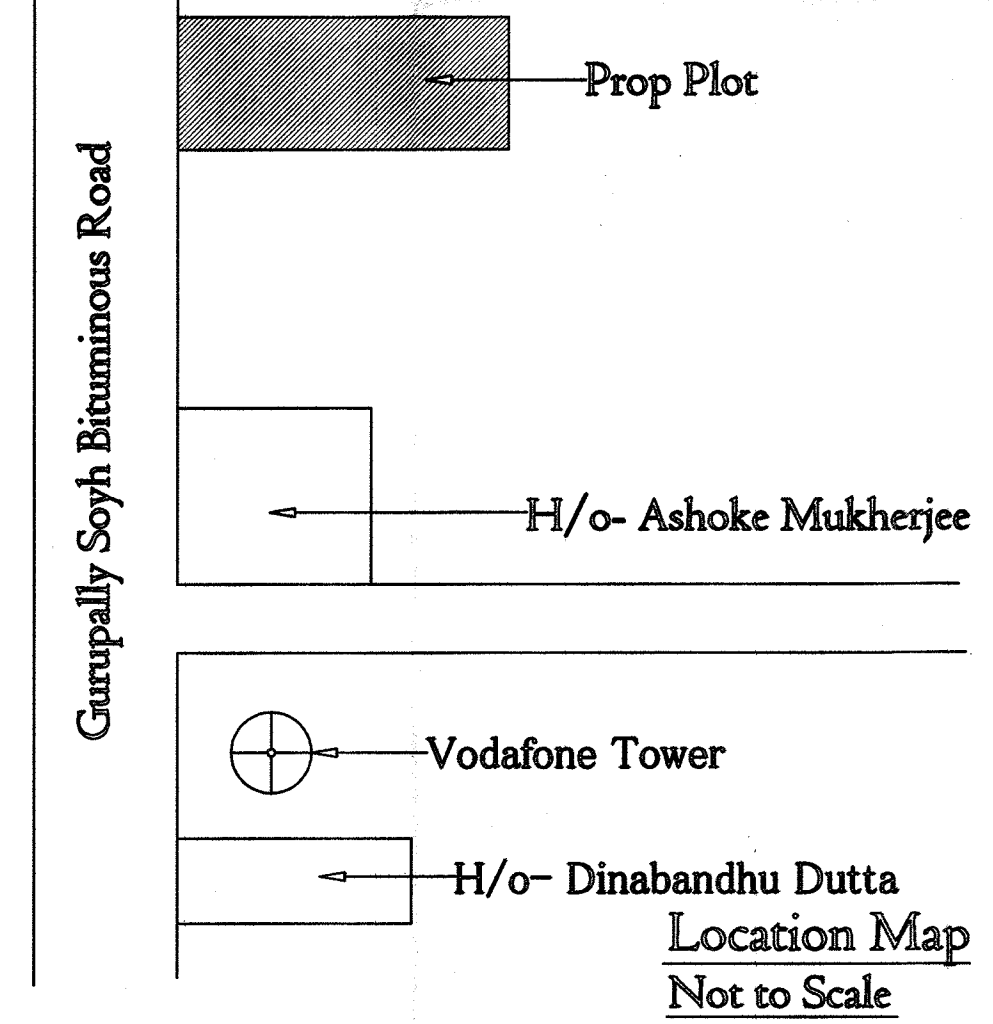 Prop Plot
Gurupally Soyh Bituminous Road
H/o- Ashoke Mukherjee
Vodafone Tower
H/o- Dinabandhu Dutta
Location Map
Not to Scale